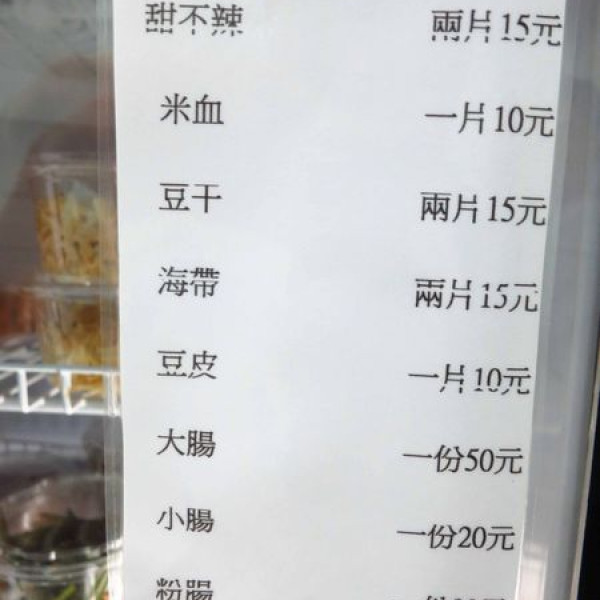 甜不辣 兩片15元
米血 一片10元
豆干 兩片15元
海帶 兩片15元
豆皮 一片10元
大腸 一份50元
小腸 一份20元
粉腸